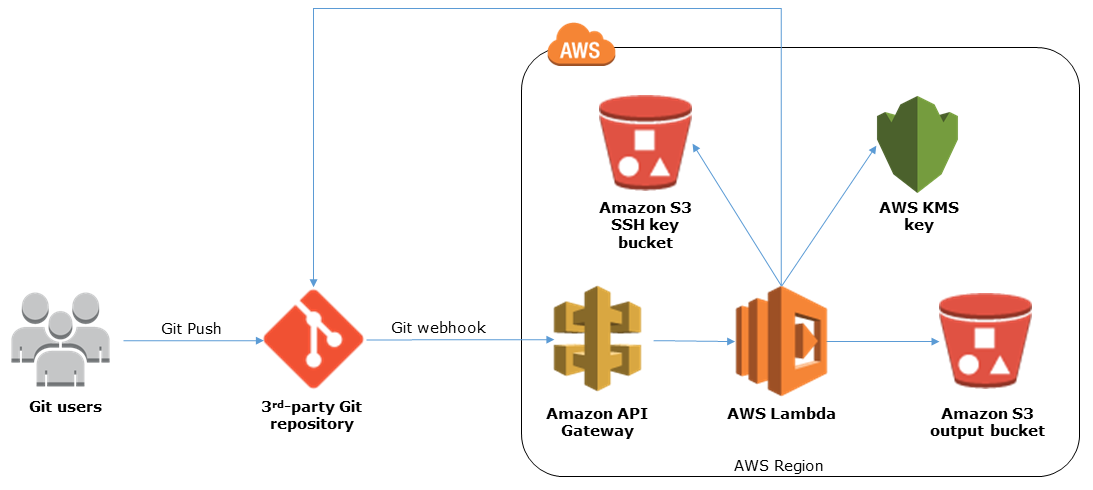 AWS
Amazon S3
SSH key
bucket
AWS KMS
key
Git Push
Git webhook
Git users
3rd-party Git
repository
Amazon API
Gateway
AWS Lambda
Amazon S3
output bucket
AWS Region